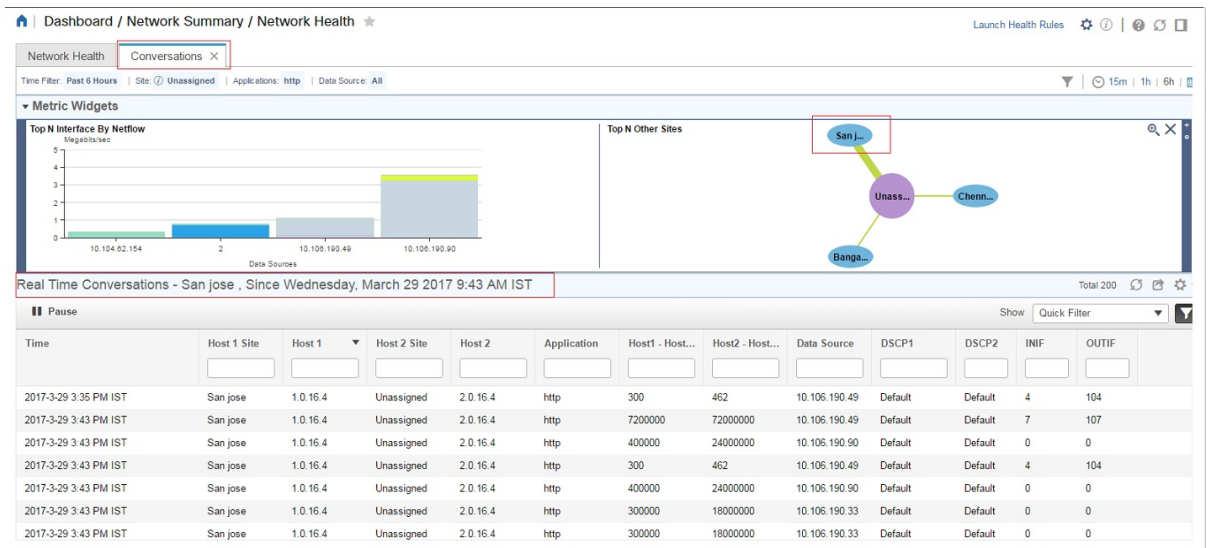 Dashboard / Network Summary / Network Health
Launch Health Rules
Network Health
Conversations
Time Filter: Past 6 Hours | Site: Unassigned | Applications: http | Data Source: All
15m | 1h | 6h |
Metric Widgets
Top N Interface By Netflow
Megabits/sec
5
4
3
2
1
0
10.104.62.154 2 10.106.190.49 10.106.190.90
Data Sources
Top N Other Sites
San j...
Unass...
Chenn...
Banga...
Real Time Conversations - San jose , Since Wednesday, March 29 2017 9:43 AM IST
Total 200
Pause
Show Quick Filter
Time Host 1 Site Host 1 Host 2 Site Host 2 Application Host1 - Host... Host2 - Host... Data Source DSCP1 DSCP2 INIF OUTIF
2017-3-29 3:35 PM IST San jose 1.0.16.4 Unassigned 2.0.16.4 http 300 462 10.106.190.49 Default Default 4 104
2017-3-29 3:43 PM IST San jose 1.0.16.4 Unassigned 2.0.16.4 http 7200000 72000000 10.106.190.49 Default Default 7 107
2017-3-29 3:43 PM IST San jose 1.0.16.4 Unassigned 2.0.16.4 http 400000 24000000 10.106.190.90 Default Default 0 0
2017-3-29 3:43 PM IST San jose 1.0.16.4 Unassigned 2.0.16.4 http 300 462 10.106.190.49 Default Default 4 104
2017-3-29 3:43 PM IST San jose 1.0.16.4 Unassigned 2.0.16.4 http 400000 24000000 10.106.190.90 Default Default 0 0
2017-3-29 3:43 PM IST San jose 1.0.16.4 Unassigned 2.0.16.4 http 300000 18000000 10.106.190.33 Default Default 0 0
2017-3-29 3:43 PM IST San jose 1.0.16.4 Unassigned 2.0.16.4 http 300000 18000000 10.106.190.33 Default Default 0 0